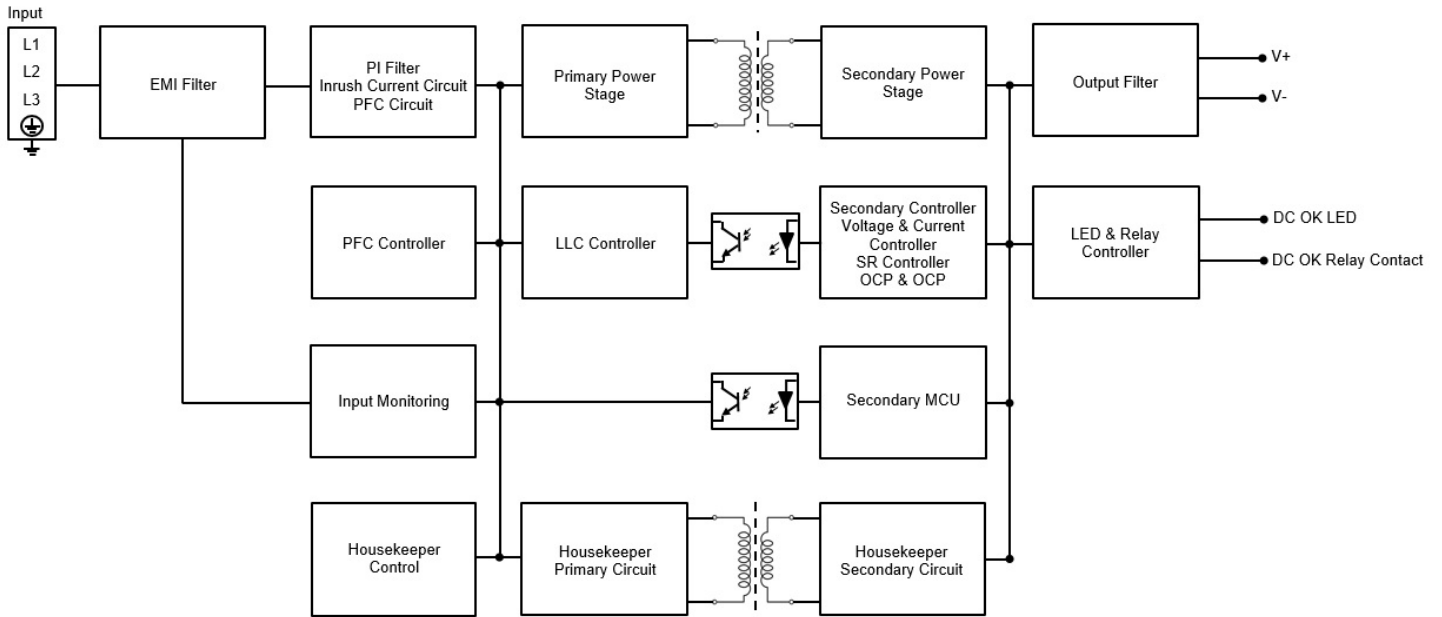 Input
L1
L2
L3
EMI Filter
PI Filter
Inrush Current Circuit
PFC Circuit
Primary Power
Stage
Secondary Power
Stage
Output Filter
V+
V-
PFC Controller
LLC Controller
Secondary Controller
Voltage & Current
Controller
SR Controller
OCP & OCP
LED & Relay
Controller
DC OK LED
DC OK Relay Contact
Input Monitoring
Secondary MCU
Housekeeper
Control
Housekeeper
Primary Circuit
Housekeeper
Secondary Circuit